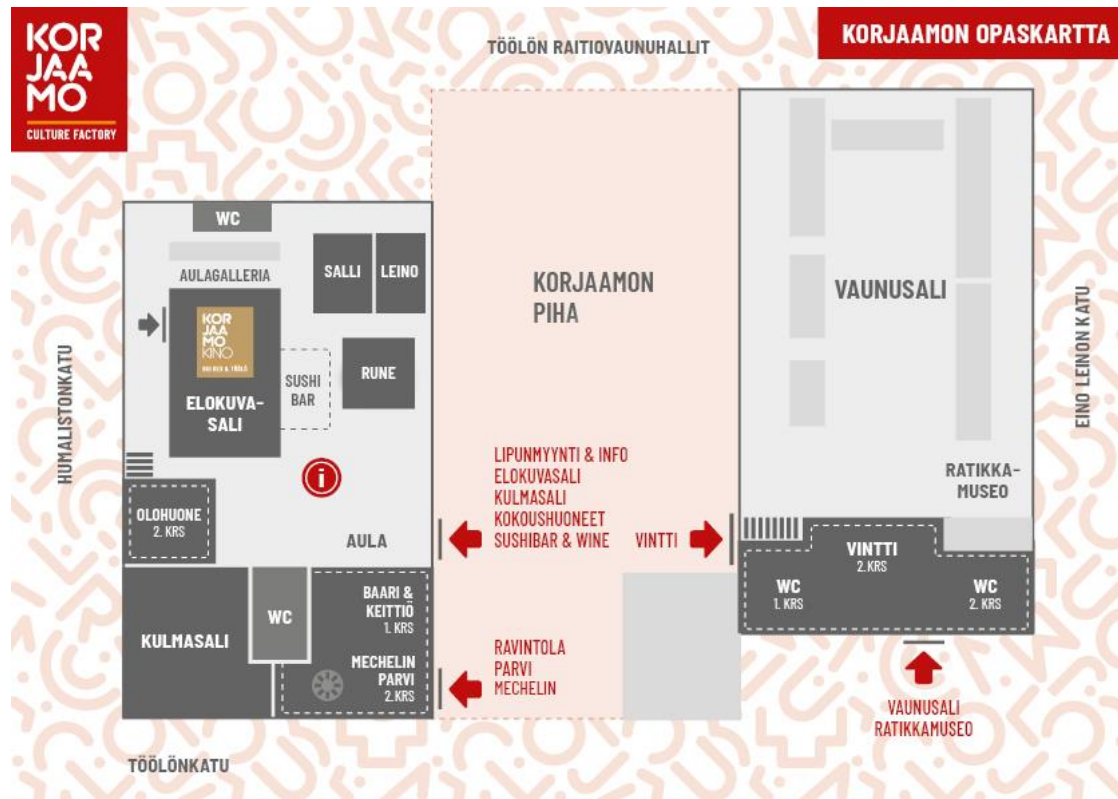 KOR
JAA
MO
CULTURE FACTORY
TÖÖLÖN RAITIOVAUNUHALLIT
KORJAAMON OPASKARTTA
WC
AULAGALLERIA
SALLI
LEINO
KOR
JAA
MO
KINO
ELOKUVA-
SALI
SUSHI
BAR
RUNE
HUMALISTONKATU
OLOHUONE
2. KRS
AULA
KULMASALI
WC
BAARI &
KEITTIÖ
1. KRS
MECHELIN
PARVI
2. KRS
TÖÖLÖNKATU
KORJAAMON
PIHA
LIPUNMYYNTI & INFO
ELOKUVASALI
KULMASALI
KOKOUSHUONEET
SUSHIBAR & WINE
VINTTI
RAVINTOLA
PARVI
MECHELIN
VAUNUSALI
EINO LEINON KATU
RATIKKA-
MUSEO
VINTTI
2. KRS
WC
1. KRS
WC
2. KRS
VAUNUSALI
RATIKKAMUSEO